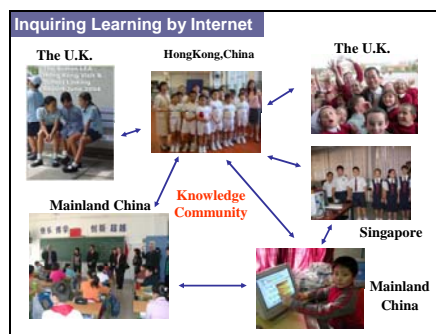 Inquiring Learning by Internet
The U.K.
HongKong,China
The U.K.
Mainland China
Knowledge
Community
Singapore
Mainland
China